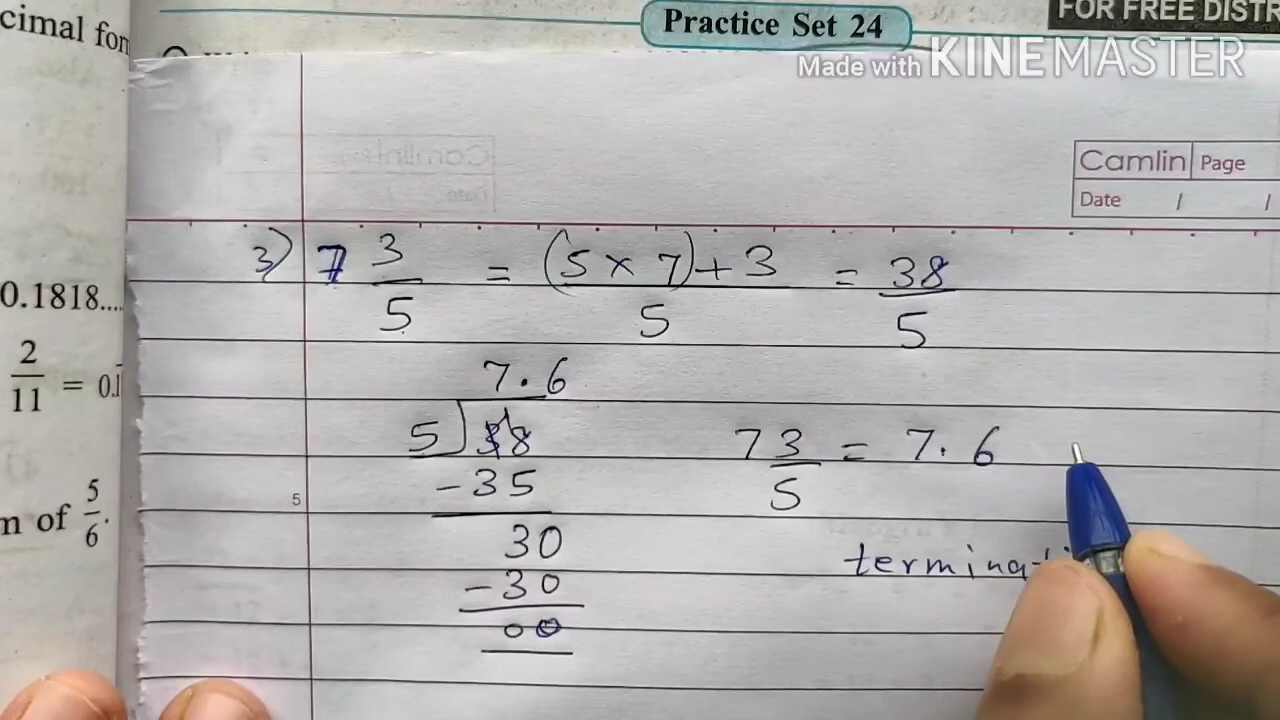 cimal for
Practice Set 24
FOR FREE DISTR
Made with KINEMASTER
Camlin Page
Date / /
3) 7 3/5 = (5 × 7) + 3 / 5 = 38/5
0.1818....
2/11 = 0.1
7.6
5 ) 38
- 35
7 3/5 = 7.6
5
30
n of 5/6.
- 30
terminat
00